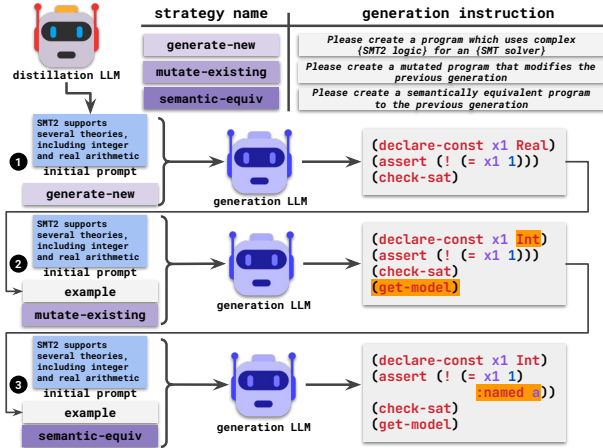 strategy name generation instruction
generate-new Please create a program which uses complex
{SMT2 logic} for an {SMT solver}
mutate-existing Please create a mutated program that modifies the
previous generation
semantic-equiv Please create a semantically equivalent program
to the previous generation
distillation LLM
1
SMT2 supports
several theories,
including integer
and real arithmetic
initial prompt
generate-new
generation LLM
(declare-const x1 Real)
(assert (! (= x1 1)))
(check-sat)
2
SMT2 supports
several theories,
including integer
and real arithmetic
initial prompt
example
mutate-existing
generation LLM
(declare-const x1 Int)
(assert (! (= x1 1)))
(check-sat)
(get-model)
3
SMT2 supports
several theories,
including integer
and real arithmetic
initial prompt
example
semantic-equiv
generation LLM
(declare-const x1 Int)
(assert (! (= x1 1)
:named a))
(check-sat)
(get-model)